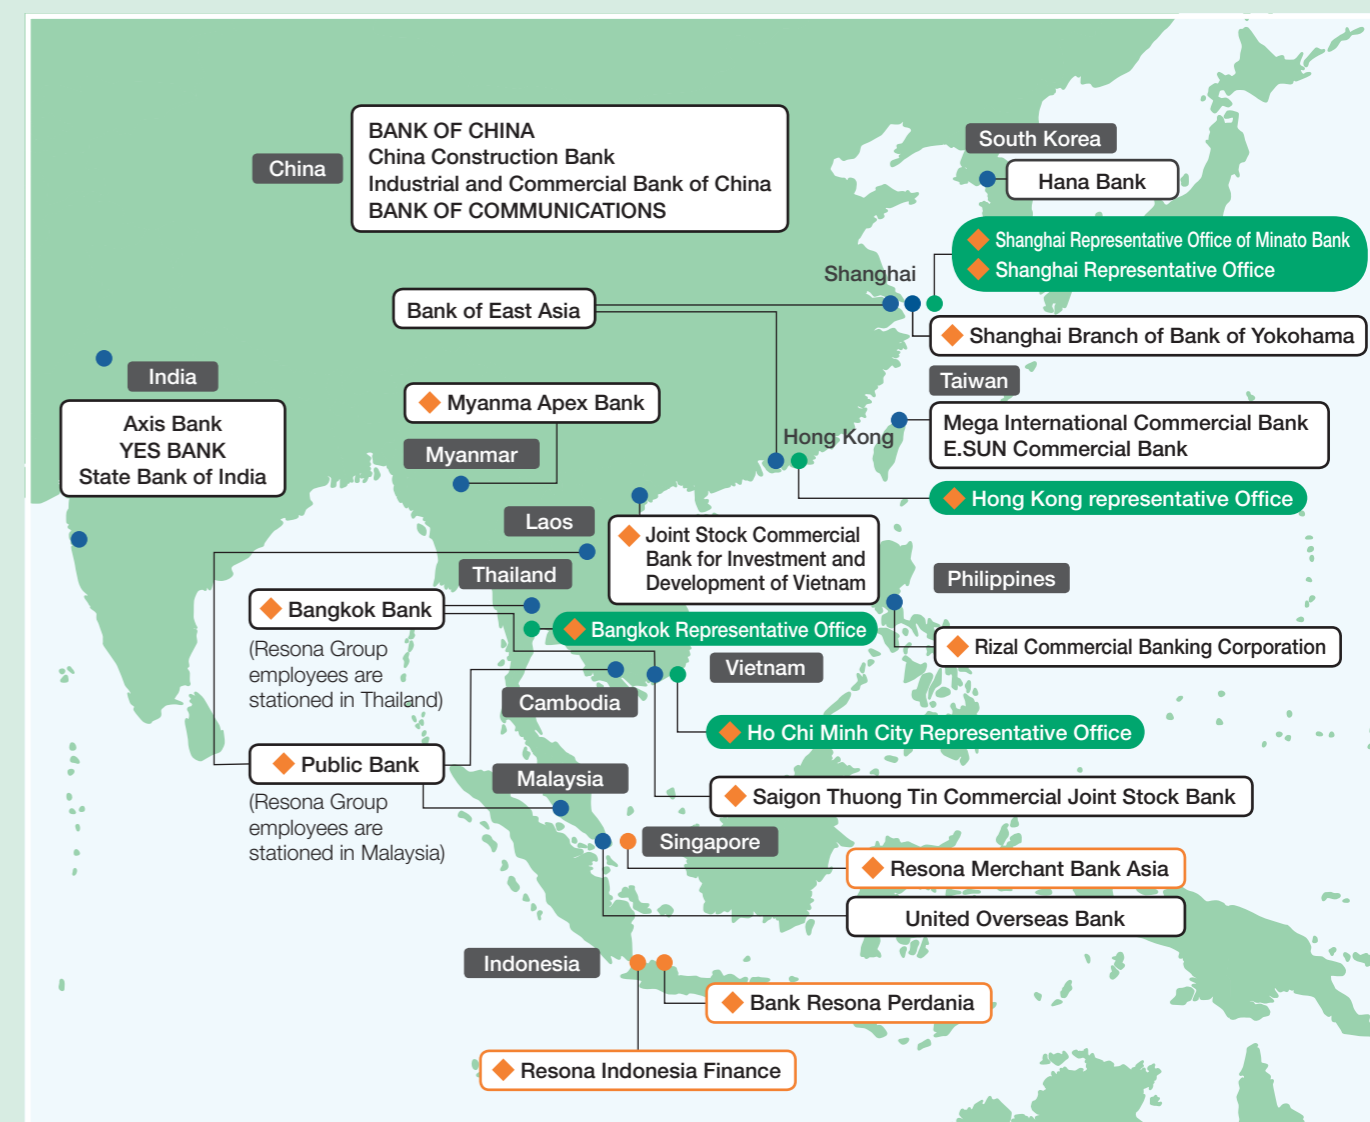 China
BANK OF CHINA
China Construction Bank
Industrial and Commercial Bank of China
BANK OF COMMUNICATIONS
South Korea
Hana Bank
Shanghai Representative Office of Minato Bank
Shanghai Representative Office
Shanghai
Bank of East Asia
Shanghai Branch of Bank of Yokohama
India
Axis Bank
YES BANK
State Bank of India
Myanma Apex Bank
Myanmar
Taiwan
Mega International Commercial Bank
E.SUN Commercial Bank
Hong Kong
Hong Kong representative Office
Laos
Joint Stock Commercial
Bank for Investment and
Development of Vietnam
Thailand
Philippines
Bangkok Bank
(Resona Group
employees are
stationed in Thailand)
Bangkok Representative Office
Rizal Commercial Banking Corporation
Vietnam
Cambodia
Ho Chi Minh City Representative Office
Public Bank
(Resona Group
employees are
stationed in Malaysia)
Malaysia
Saigon Thuong Tin Commercial Joint Stock Bank
Singapore
Resona Merchant Bank Asia
United Overseas Bank
Indonesia
Bank Resona Perdania
Resona Indonesia Finance